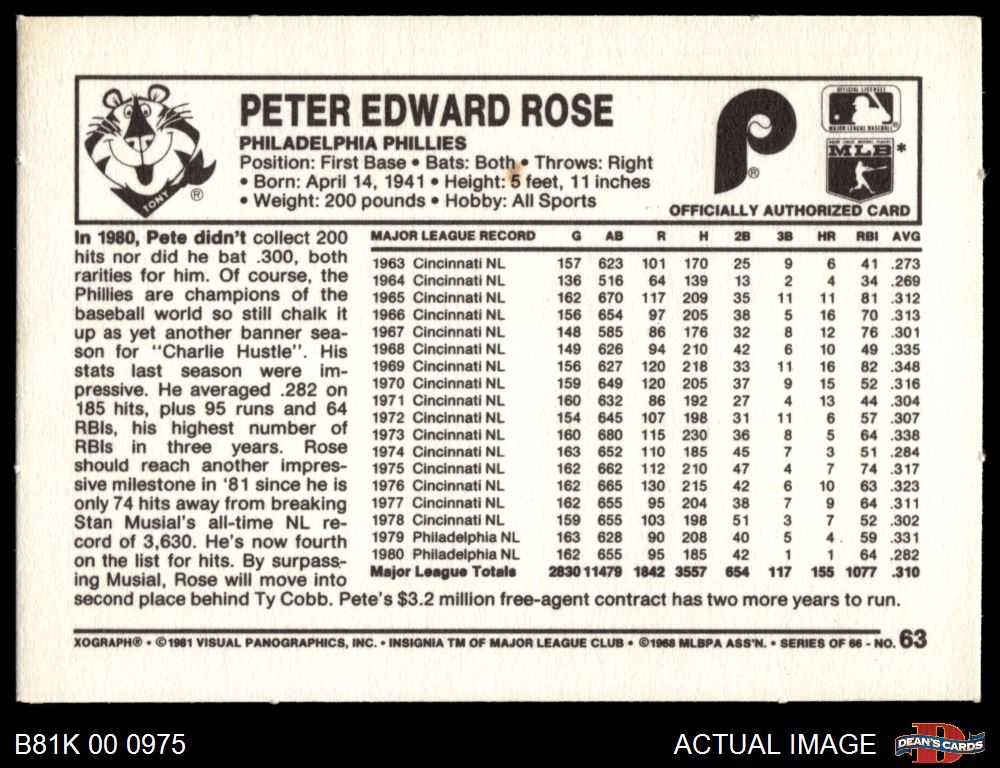 TONY ®
PETER EDWARD ROSE
PHILADELPHIA PHILLIES
Position: First Base • Bats: Both • Throws: Right
• Born: April 14, 1941 • Height: 5 feet, 11 inches
• Weight: 200 pounds • Hobby: All Sports
P ®
OFFICIAL LICENSEE
MAJOR LEAGUE BASEBALL
MLB *
OFFICIALLY AUTHORIZED CARD
In 1980, Pete didn't collect 200
hits nor did he bat .300, both
rarities for him. Of course, the
Phillies are champions of the
baseball world so still chalk it
up as yet another banner sea-
son for "Charlie Hustle". His
stats last season were im-
pressive. He averaged .282 on
185 hits, plus 95 runs and 64
RBIs, his highest number of
RBIs in three years. Rose
should reach another impres-
sive milestone in '81 since he is
only 74 hits away from breaking
Stan Musial's all-time NL re-
cord of 3,630. He's now fourth
on the list for hits. By surpass-
ing Musial, Rose will move into
second place behind Ty Cobb. Pete's $3.2 million free-agent contract has two more years to run.
MAJOR LEAGUE RECORD G AB R H 2B 3B HR RBI AVG
1963 Cincinnati NL 157 623 101 170 25 9 6 41 .273
1964 Cincinnati NL 136 516 64 139 13 2 4 34 .269
1965 Cincinnati NL 162 670 117 209 35 11 11 81 .312
1966 Cincinnati NL 156 654 97 205 38 5 16 70 .313
1967 Cincinnati NL 148 585 86 176 32 8 12 76 .301
1968 Cincinnati NL 149 626 94 210 42 6 10 49 .335
1969 Cincinnati NL 156 627 120 218 33 11 16 82 .348
1970 Cincinnati NL 159 649 120 205 37 9 15 52 .316
1971 Cincinnati NL 160 632 86 192 27 4 13 44 .304
1972 Cincinnati NL 154 645 107 198 31 11 6 57 .307
1973 Cincinnati NL 160 680 115 230 36 8 5 64 .338
1974 Cincinnati NL 163 652 110 185 45 7 3 51 .284
1975 Cincinnati NL 162 662 112 210 47 4 7 74 .317
1976 Cincinnati NL 162 665 130 215 42 6 10 63 .323
1977 Cincinnati NL 162 655 95 204 38 7 9 64 .311
1978 Cincinnati NL 159 655 103 198 51 3 7 52 .302
1979 Philadelphia NL 163 628 90 208 40 5 4 59 .331
1980 Philadelphia NL 162 655 95 185 42 1 1 64 .282
Major League Totals 2830 11479 1842 3557 654 117 155 1077 .310
XOGRAPH® • ©1981 VISUAL PANOGRAPHICS, INC. • INSIGNIA TM OF MAJOR LEAGUE CLUB • ©1968 MLBPA ASS'N. • SERIES OF 66 - NO. 63
B81K 00 0975
ACTUAL IMAGE
D
DEAN'S CARDS